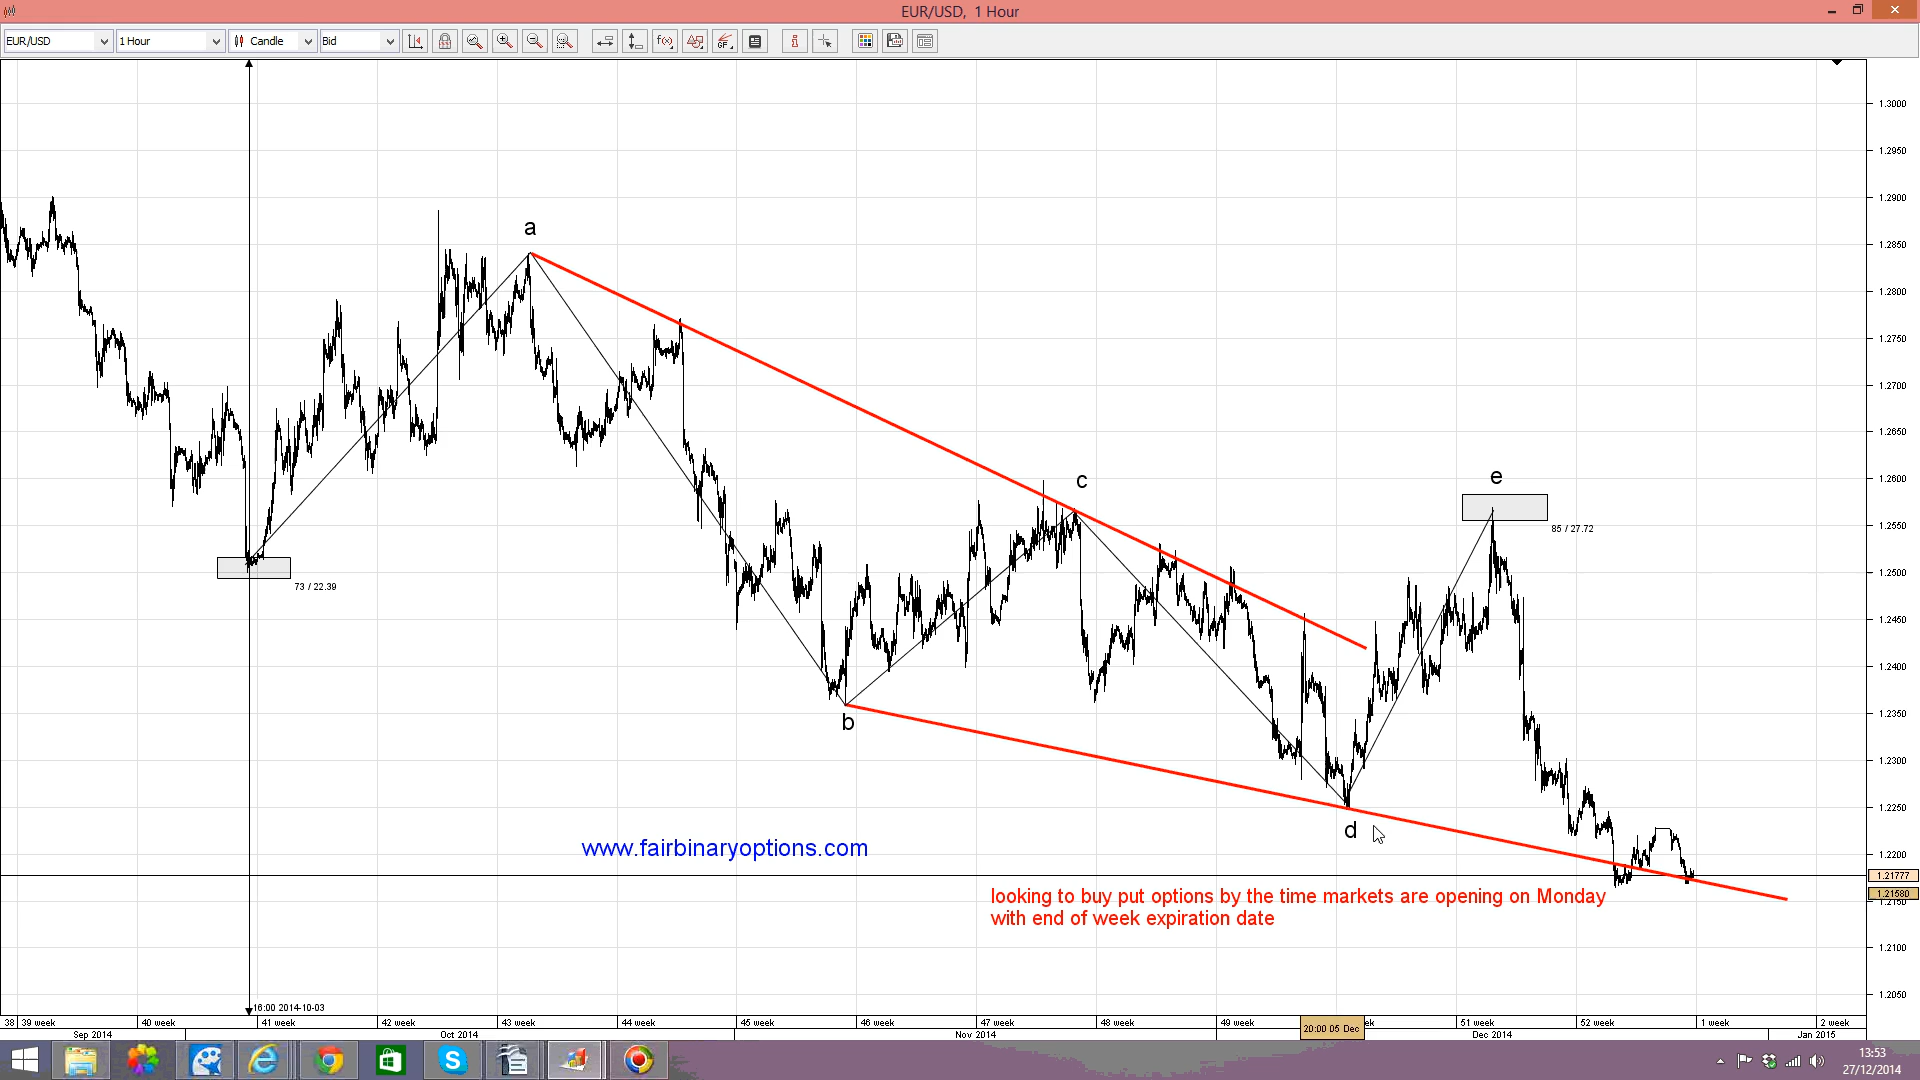 EUR/USD, 1 Hour
EUR/USD
1 Hour
Candle
Bid
f(x)
GF
1.3000
1.2950
1.2900
1.2850
1.2800
1.2750
1.2700
1.2650
1.2600
1.2550
1.2500
1.2450
1.2400
1.2350
1.2300
1.2250
1.2200
1.21777
1.21580
1.2150
1.2100
1.2050
a
b
c
d
e
73 / 22.39
85 / 27.72
www.fairbinaryoptions.com
looking to buy put options by the time markets are opening on Monday
with end of week expiration date
16:00 2014-10-03
38 39 week 40 week 41 week 42 week 43 week 44 week 45 week 46 week 47 week 48 week 49 week 20:00 05 Dec ek 51 week 52 week 1 week 2 week
Sep 2014 Oct 2014 Nov 2014 Dec 2014 Jan 2015
13:53
27/12/2014